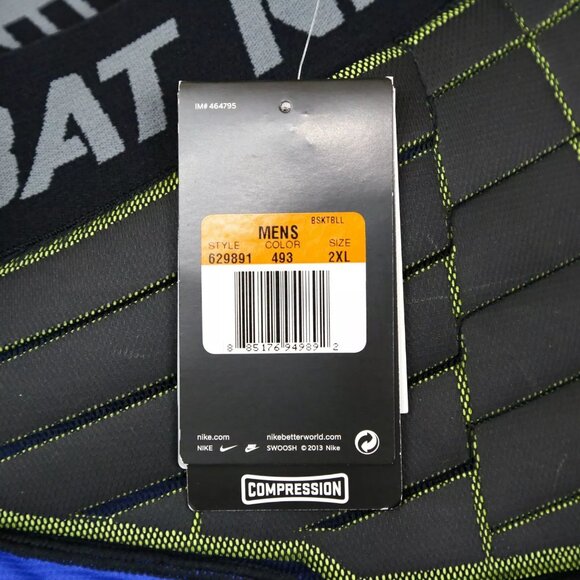 BAT N
IM# 464795
BSKTBLL
MENS
STYLE COLOR SIZE
629891 493 2XL
8 85176 94989 2
nike.com nikebetterworld.com
NIKE SWOOSH © 2013 Nike
COMPRESSION